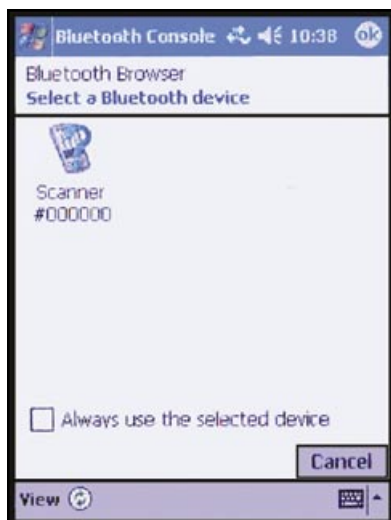 Bluetooth Console 10:38 ok
Bluetooth Browser
Select a Bluetooth device
Scanner
#000000
Always use the selected device
Cancel
View